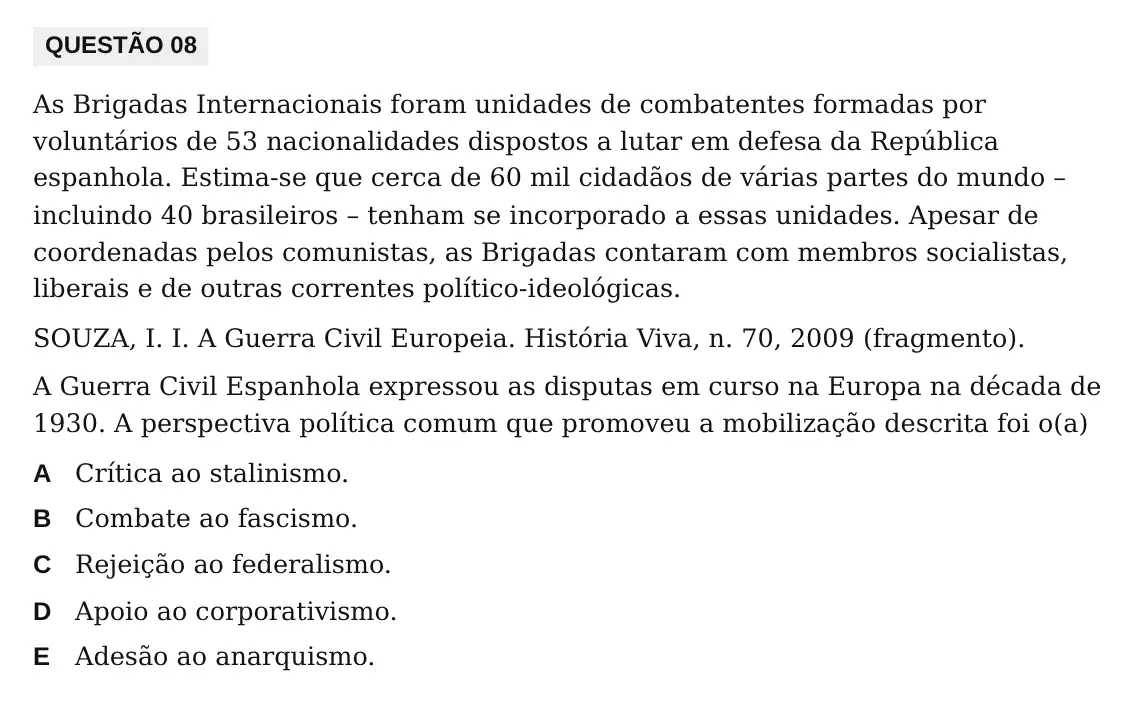 QUESTÃO 08
As Brigadas Internacionais foram unidades de combatentes formadas por
voluntários de 53 nacionalidades dispostos a lutar em defesa da República
espanhola. Estima-se que cerca de 60 mil cidadãos de várias partes do mundo –
incluindo 40 brasileiros – tenham se incorporado a essas unidades. Apesar de
coordenadas pelos comunistas, as Brigadas contaram com membros socialistas,
liberais e de outras correntes político-ideológicas.
SOUZA, I. I. A Guerra Civil Europeia. História Viva, n. 70, 2009 (fragmento).
A Guerra Civil Espanhola expressou as disputas em curso na Europa na década de
1930. A perspectiva política comum que promoveu a mobilização descrita foi o(a)
A Crítica ao stalinismo.
B Combate ao fascismo.
C Rejeição ao federalismo.
D Apoio ao corporativismo.
E Adesão ao anarquismo.